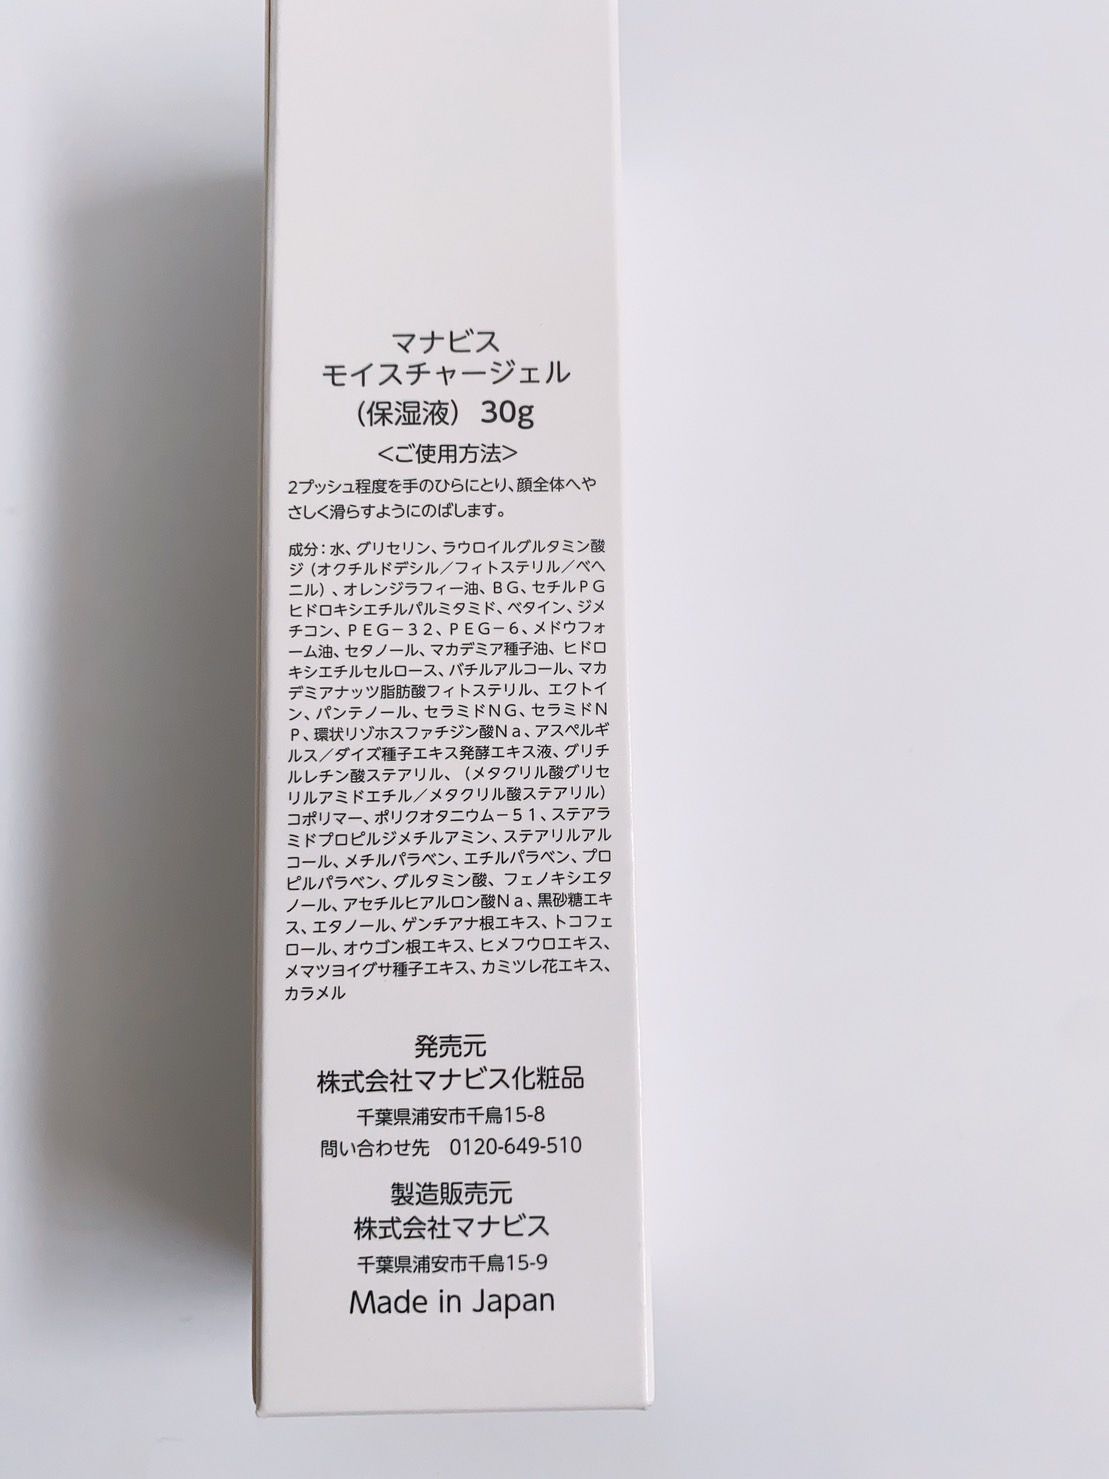 マナビス
モイスチャージェル
（保湿液） 30g
＜ご使用方法＞
2プッシュ程度を手のひらにとり、顔全体へや
さしく滑らすようにのばします。
成分：水、グリセリン、ラウロイルグルタミン酸
ジ（オクチルドデシル／フィトステリル／ベヘ
ニル）、オレンジラフィー油、ＢＧ、セチルＰＧ
ヒドロキシエチルパルミタミド、ベタイン、ジメ
チコン、ＰＥＧ－３２、ＰＥＧ－６、メドウフォ
ーム油、セタノール、マカデミア種子油、ヒドロ
キシエチルセルロース、バチルアルコール、マカ
デミアナッツ脂肪酸フィトステリル、エクトイ
ン、パンテノール、セラミドＮＧ、セラミドＮ
Ｐ、環状リゾホスファチジン酸Ｎａ、アスペルギ
ルス／ダイズ種子エキス発酵エキス液、グリチ
ルレチン酸ステアリル、（メタクリル酸グリセ
リルアミドエチル／メタクリル酸ステアリル）
コポリマー、ポリクオタニウム－５１、ステアラ
ミドプロピルジメチルアミン、ステアリルアル
コール、メチルパラベン、エチルパラベン、プロ
ピルパラベン、グルタミン酸、フェノキシエタ
ノール、アセチルヒアルロン酸Ｎａ、黒砂糖エキ
ス、エタノール、ゲンチアナ根エキス、トコフェ
ロール、オウゴン根エキス、ヒメフウロエキス、
メマツヨイグサ種子エキス、カミツレ花エキス、
カラメル
発売元
株式会社マナビス化粧品
千葉県浦安市千鳥15-8
問い合わせ先　0120-649-510
製造販売元
株式会社マナビス
千葉県浦安市千鳥15-9
Made in Japan